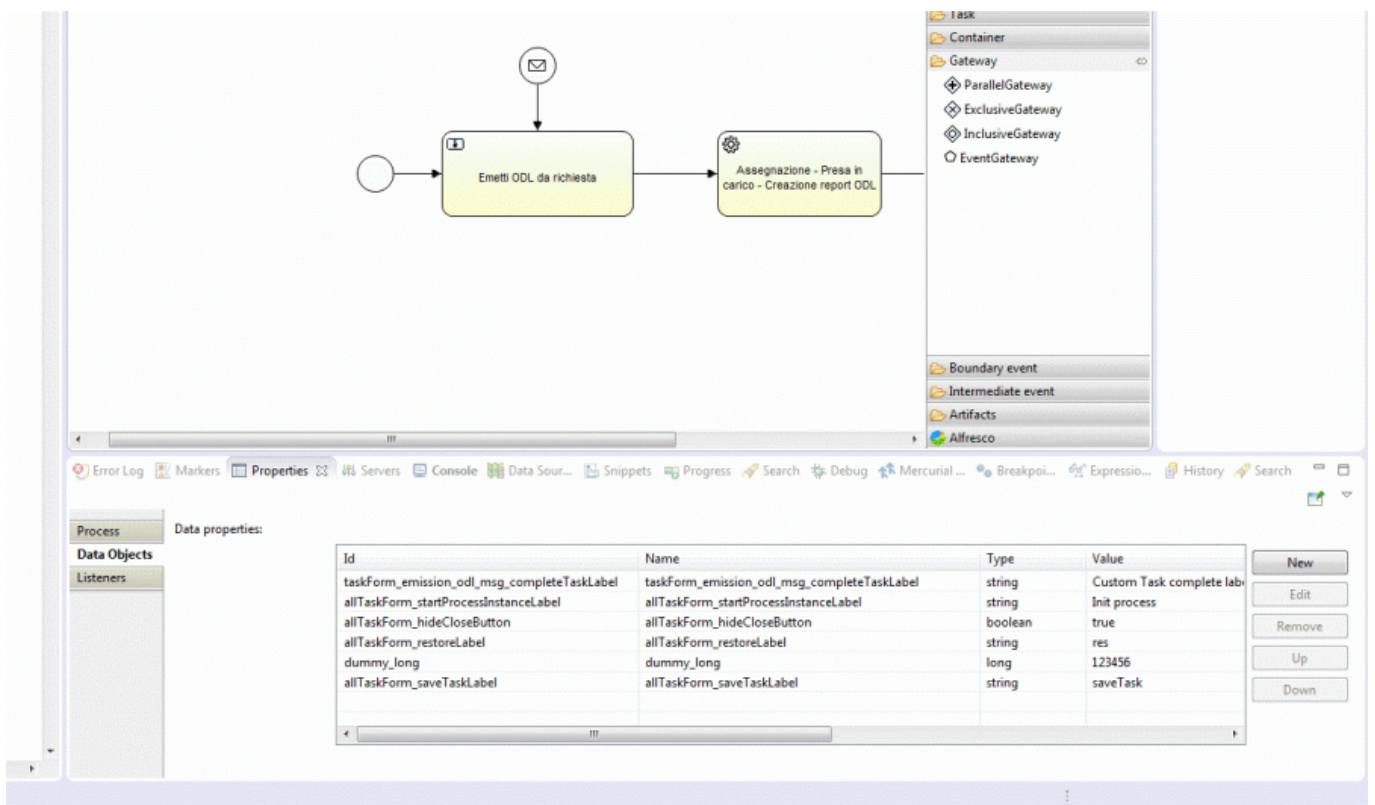 Task
Container
Gateway
ParallelGateway
ExclusiveGateway
InclusiveGateway
EventGateway
Emetti ODL da richiesta
Assegnazione - Presa in
carico - Creazione report ODL
Boundary event
Intermediate event
Artifacts
Alfresco
Error Log Markers Properties Servers Console Data Sour... Snippets Progress Search Debug Mercurial ... Breakpoi... Expressio... History Search
Process
Data Objects
Listeners
Data properties:
Id Name Type Value
taskForm_emission_odl_msg_completeTaskLabel taskForm_emission_odl_msg_completeTaskLabel string Custom Task complete lab
allTaskForm_startProcessInstanceLabel allTaskForm_startProcessInstanceLabel string Init process
allTaskForm_hideCloseButton allTaskForm_hideCloseButton boolean true
allTaskForm_restoreLabel allTaskForm_restoreLabel string res
dummy_long dummy_long long 123456
allTaskForm_saveTaskLabel allTaskForm_saveTaskLabel string saveTask
New
Edit
Remove
Up
Down